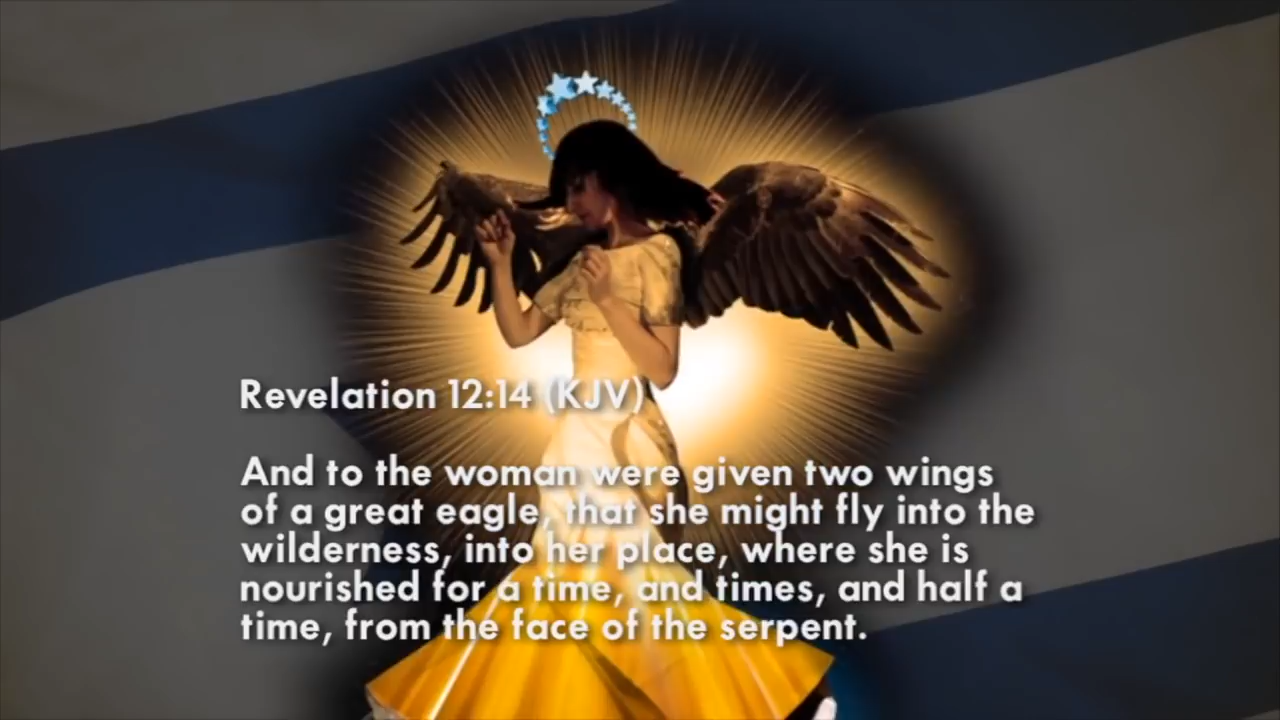 Revelation 12:14 (KJV)
And to the woman were given two wings
of a great eagle, that she might fly into the
wilderness, into her place, where she is
nourished for a time, and times, and half a
time, from the face of the serpent.